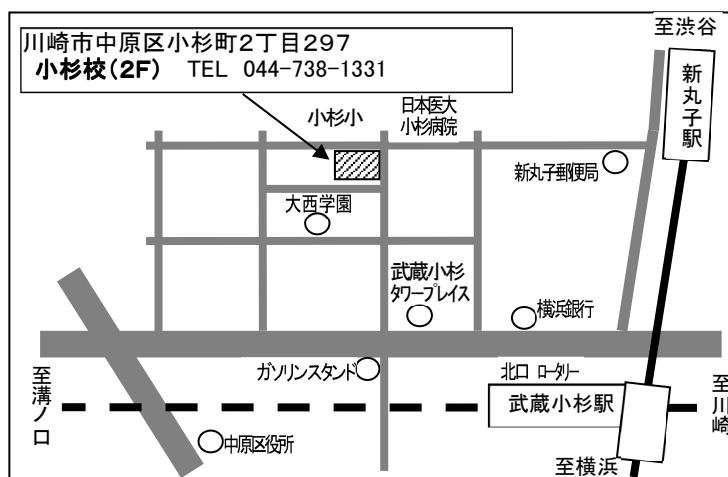 川崎市中原区小杉町2丁目297
小杉校(2F) TEL 044-738-1331
至渋谷
新丸子駅
小杉小
日本医大
小杉病院
新丸子郵便局
大西学園
武蔵小杉
タワープレイス
横浜銀行
ガソリンスタンド
北口 ロータリー
至溝ノ口
武蔵小杉駅
至川崎
中原区役所
至横浜